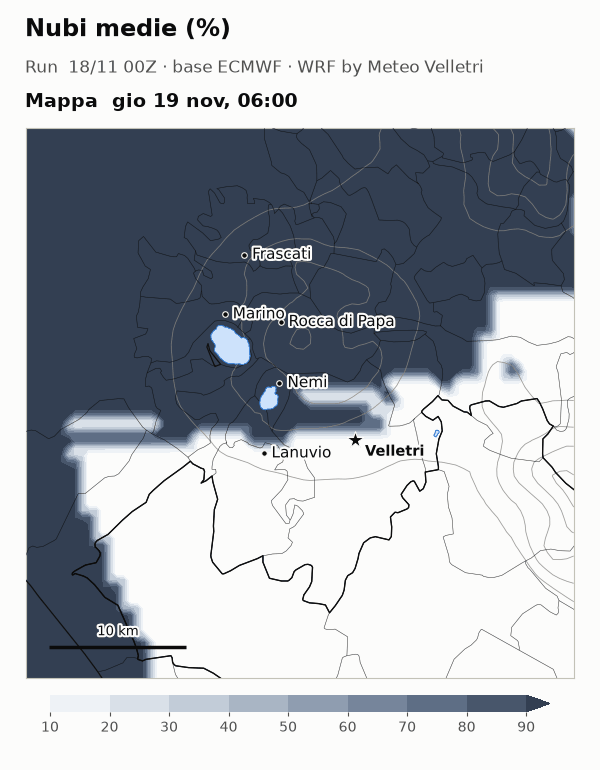 Nubi medie (%)
Run  18/11 00Z · base ECMWF · WRF by Meteo Velletri
Mappa  gio 19 nov, 06:00
Frascati
Marino
Rocca di Papa
Nemi
Velletri
Lanuvio
10 km
10 20 30 40 50 60 70 80 90